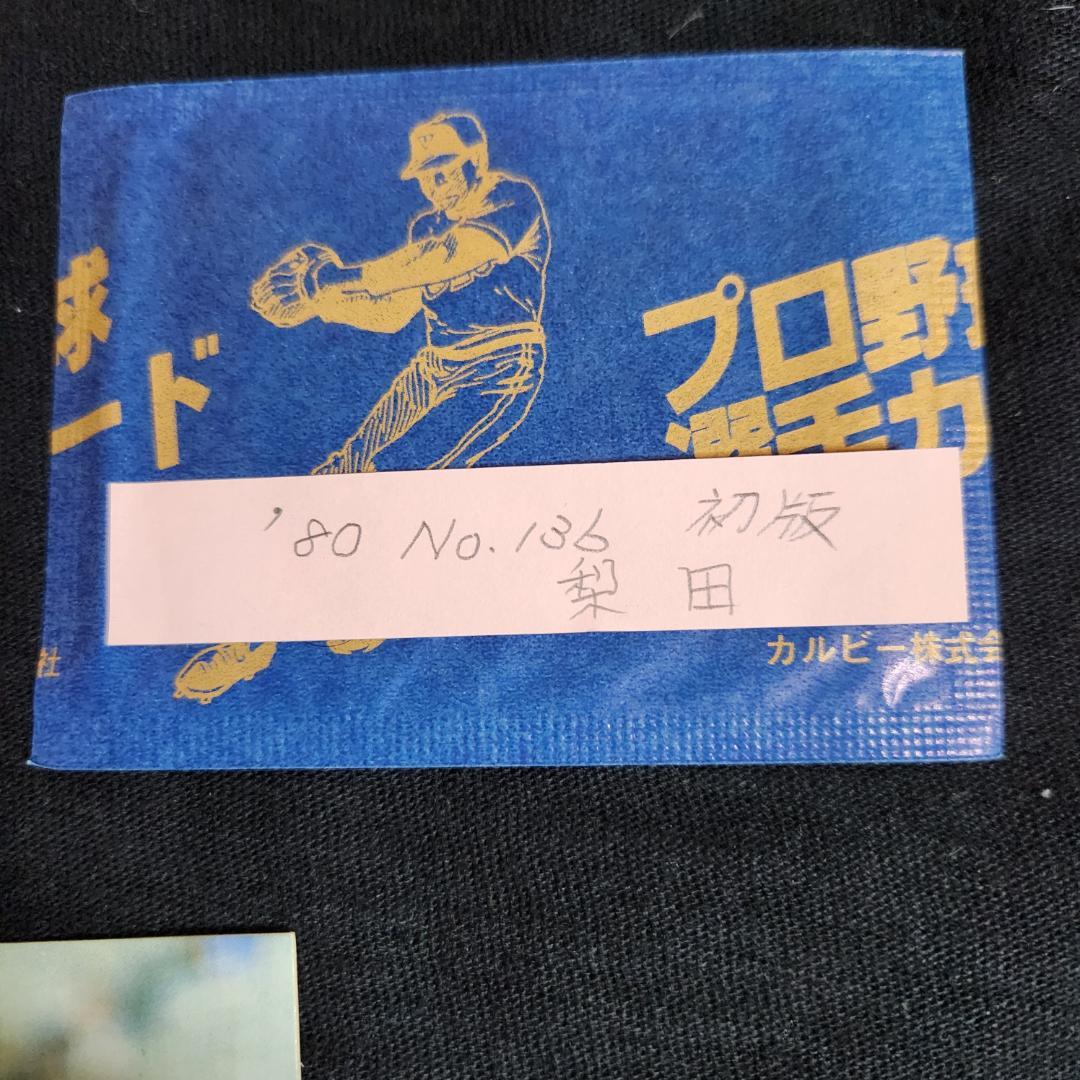 球
ード
プロ野球
選手カ
'80 No.136 初版
梨田
社
カルビー株式会